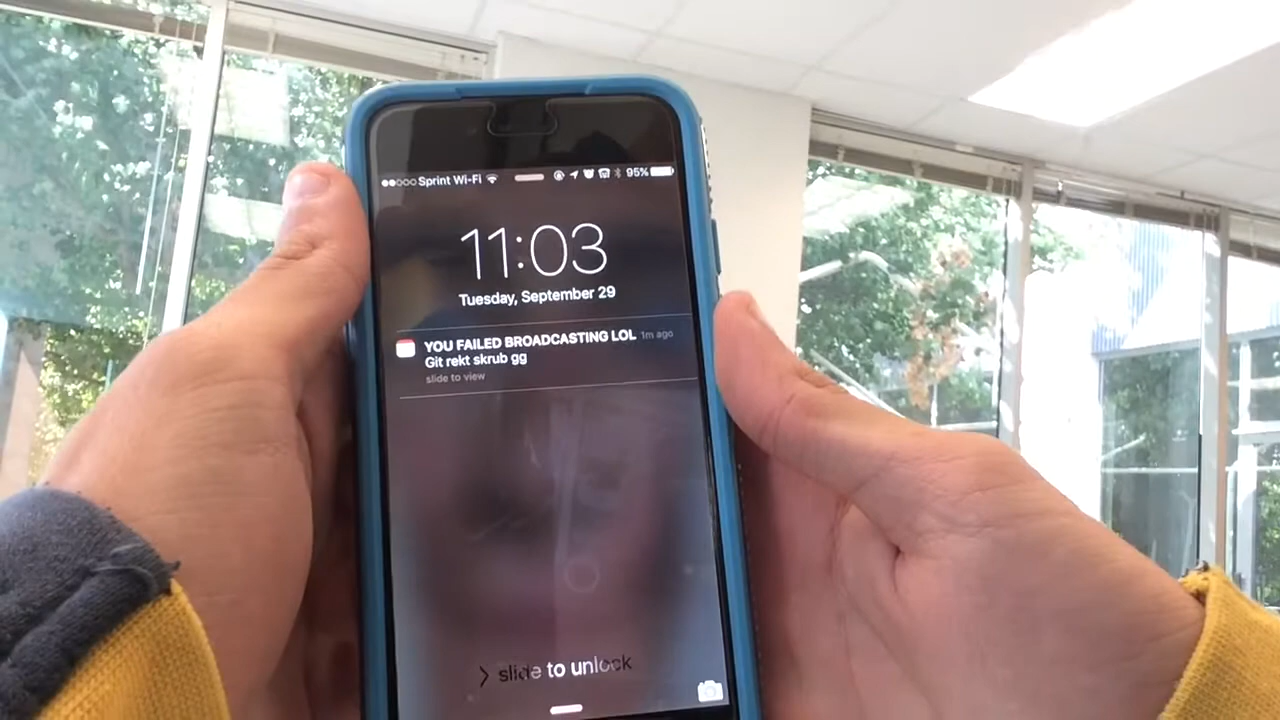 Sprint Wi-Fi 95%
11:03
Tuesday, September 29
YOU FAILED BROADCASTING LOL 1m ago
Git rekt skrub gg
slide to view
> slide to unlock